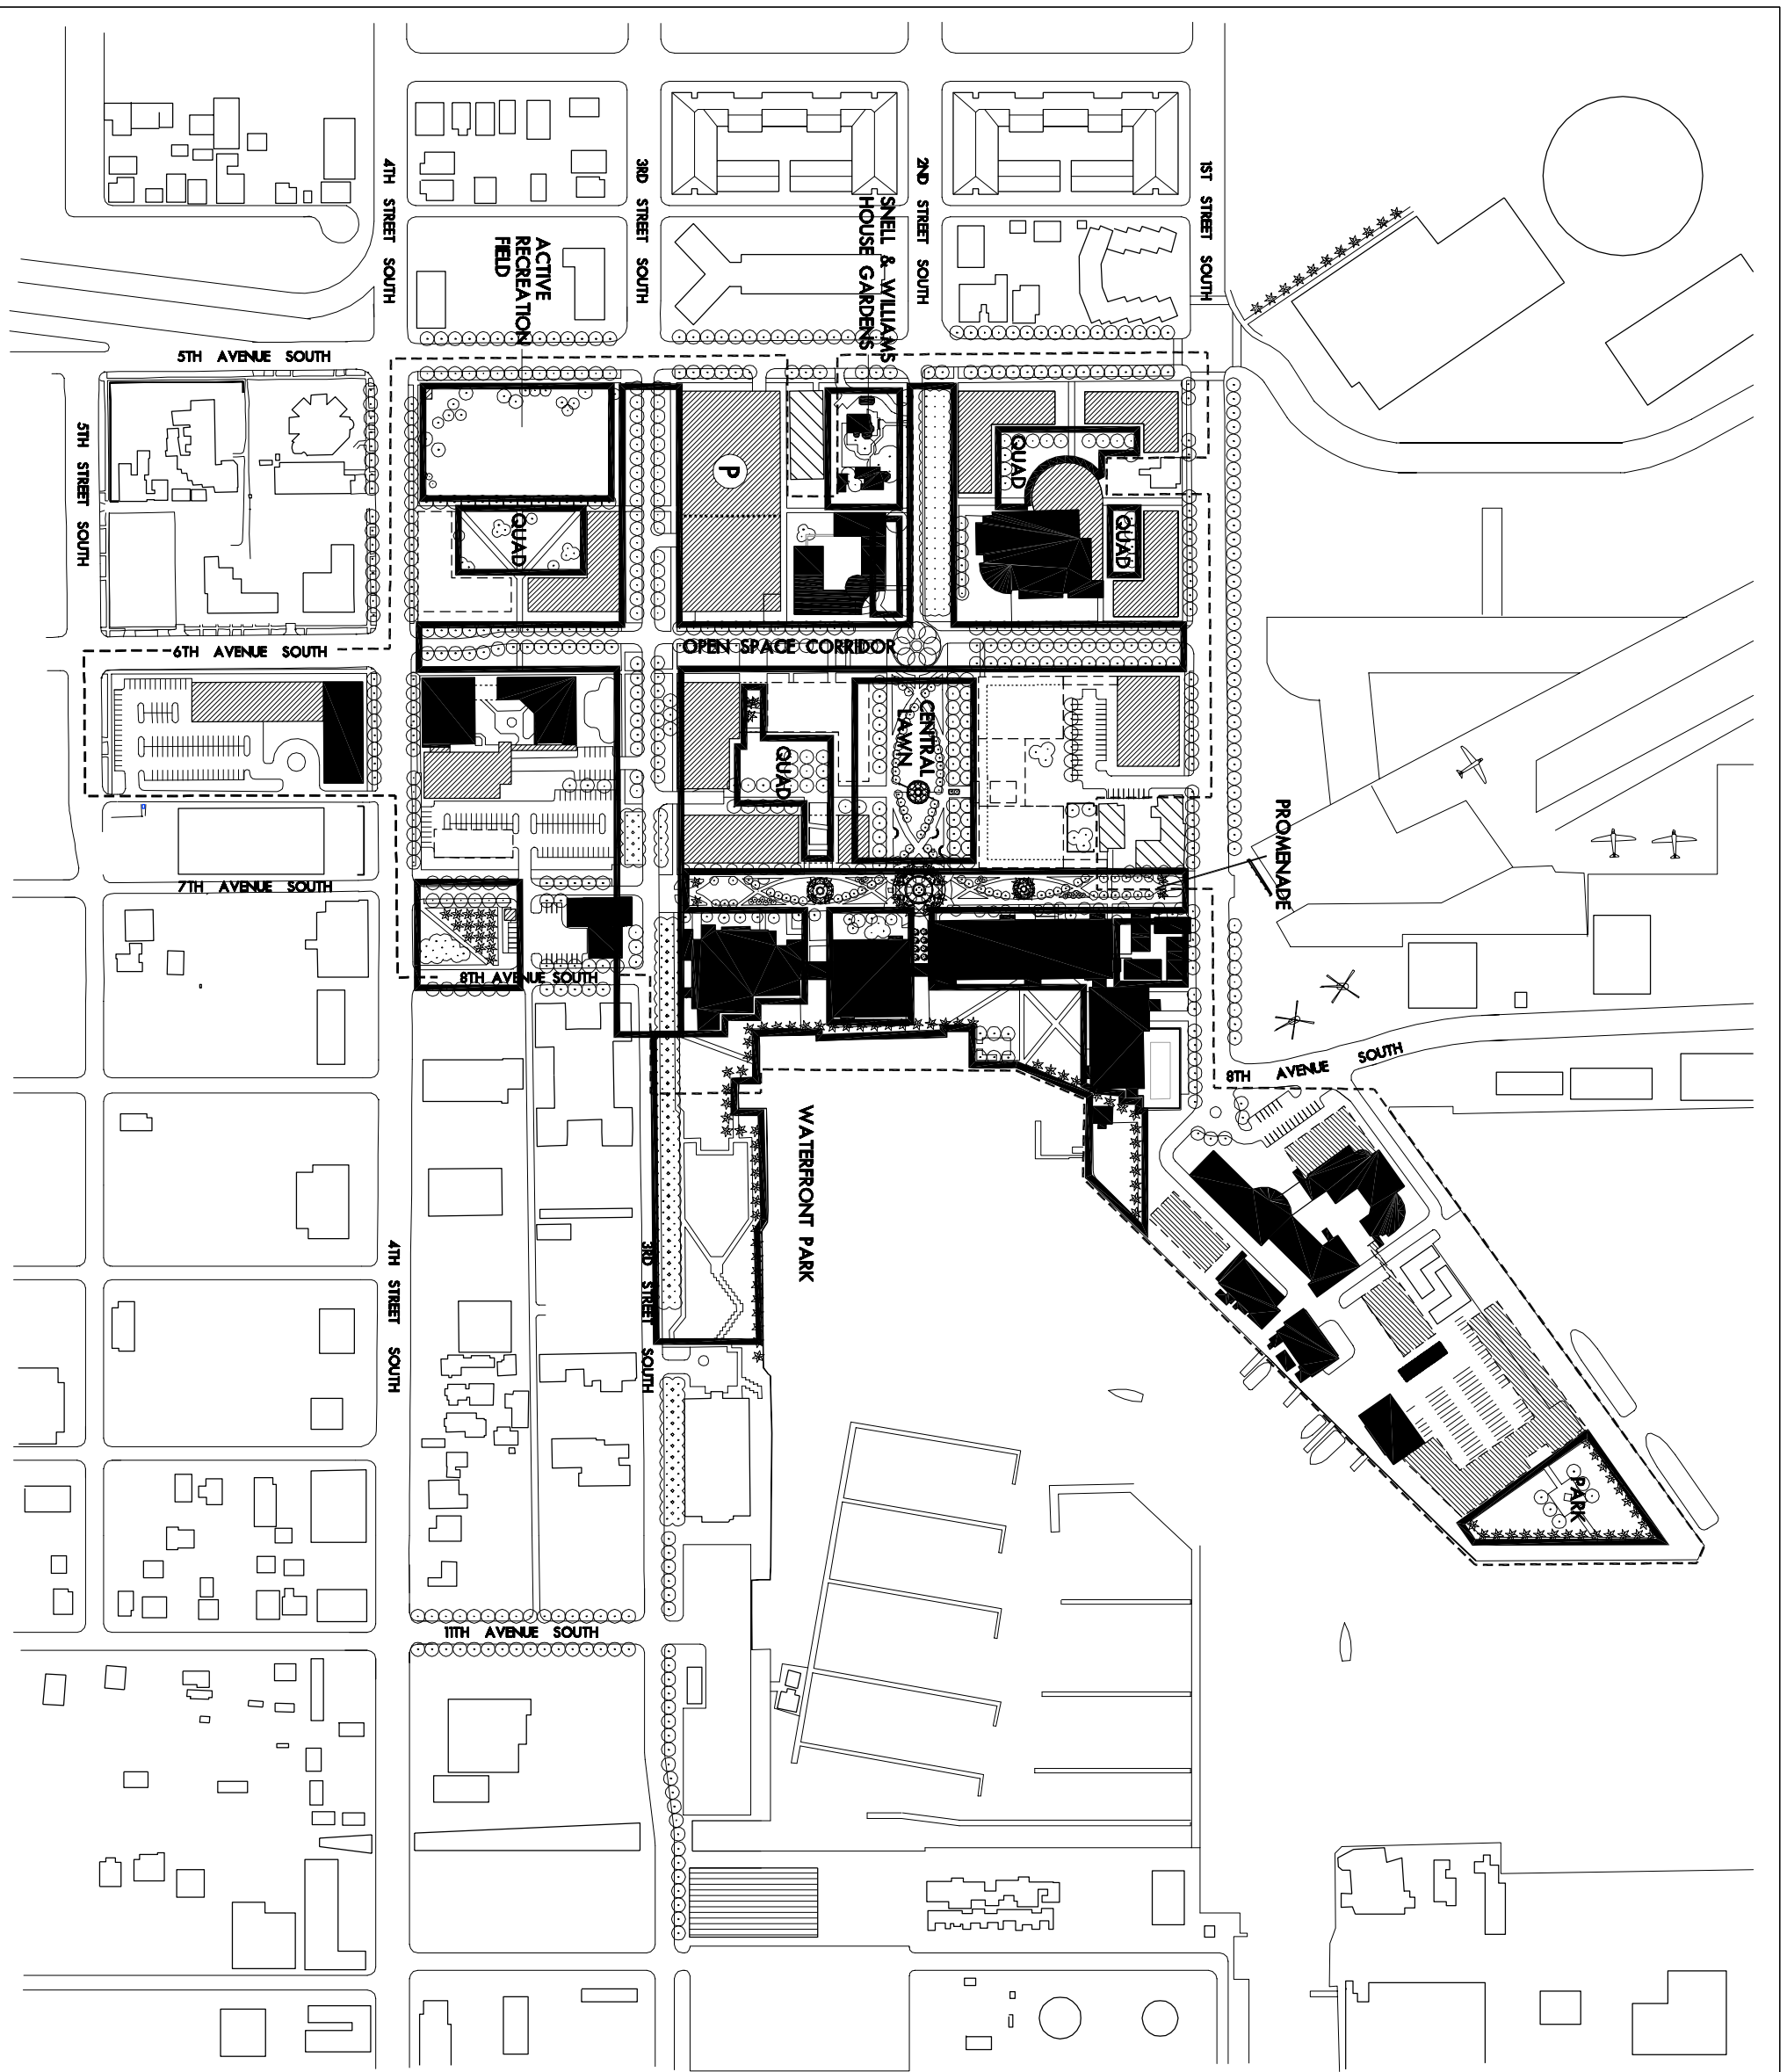 4TH STREET SOUTH
3RD STREET SOUTH
2ND STREET SOUTH
1ST STREET SOUTH
SNELL & WILLIAMS
HOUSE GARDENS
ACTIVE
RECREATION
FIELD
5TH AVENUE SOUTH
5TH STREET SOUTH
P
QUAD
QUAD
QUAD
6TH AVENUE SOUTH
OPEN SPACE CORRIDOR
CENTRAL
LAWN
QUAD
PROMENADE
7TH AVENUE SOUTH
8TH AVENUE SOUTH
8TH AVENUE SOUTH
WATERFRONT PARK
4TH STREET SOUTH
3RD STREET SOUTH
PARK
11TH AVENUE SOUTH